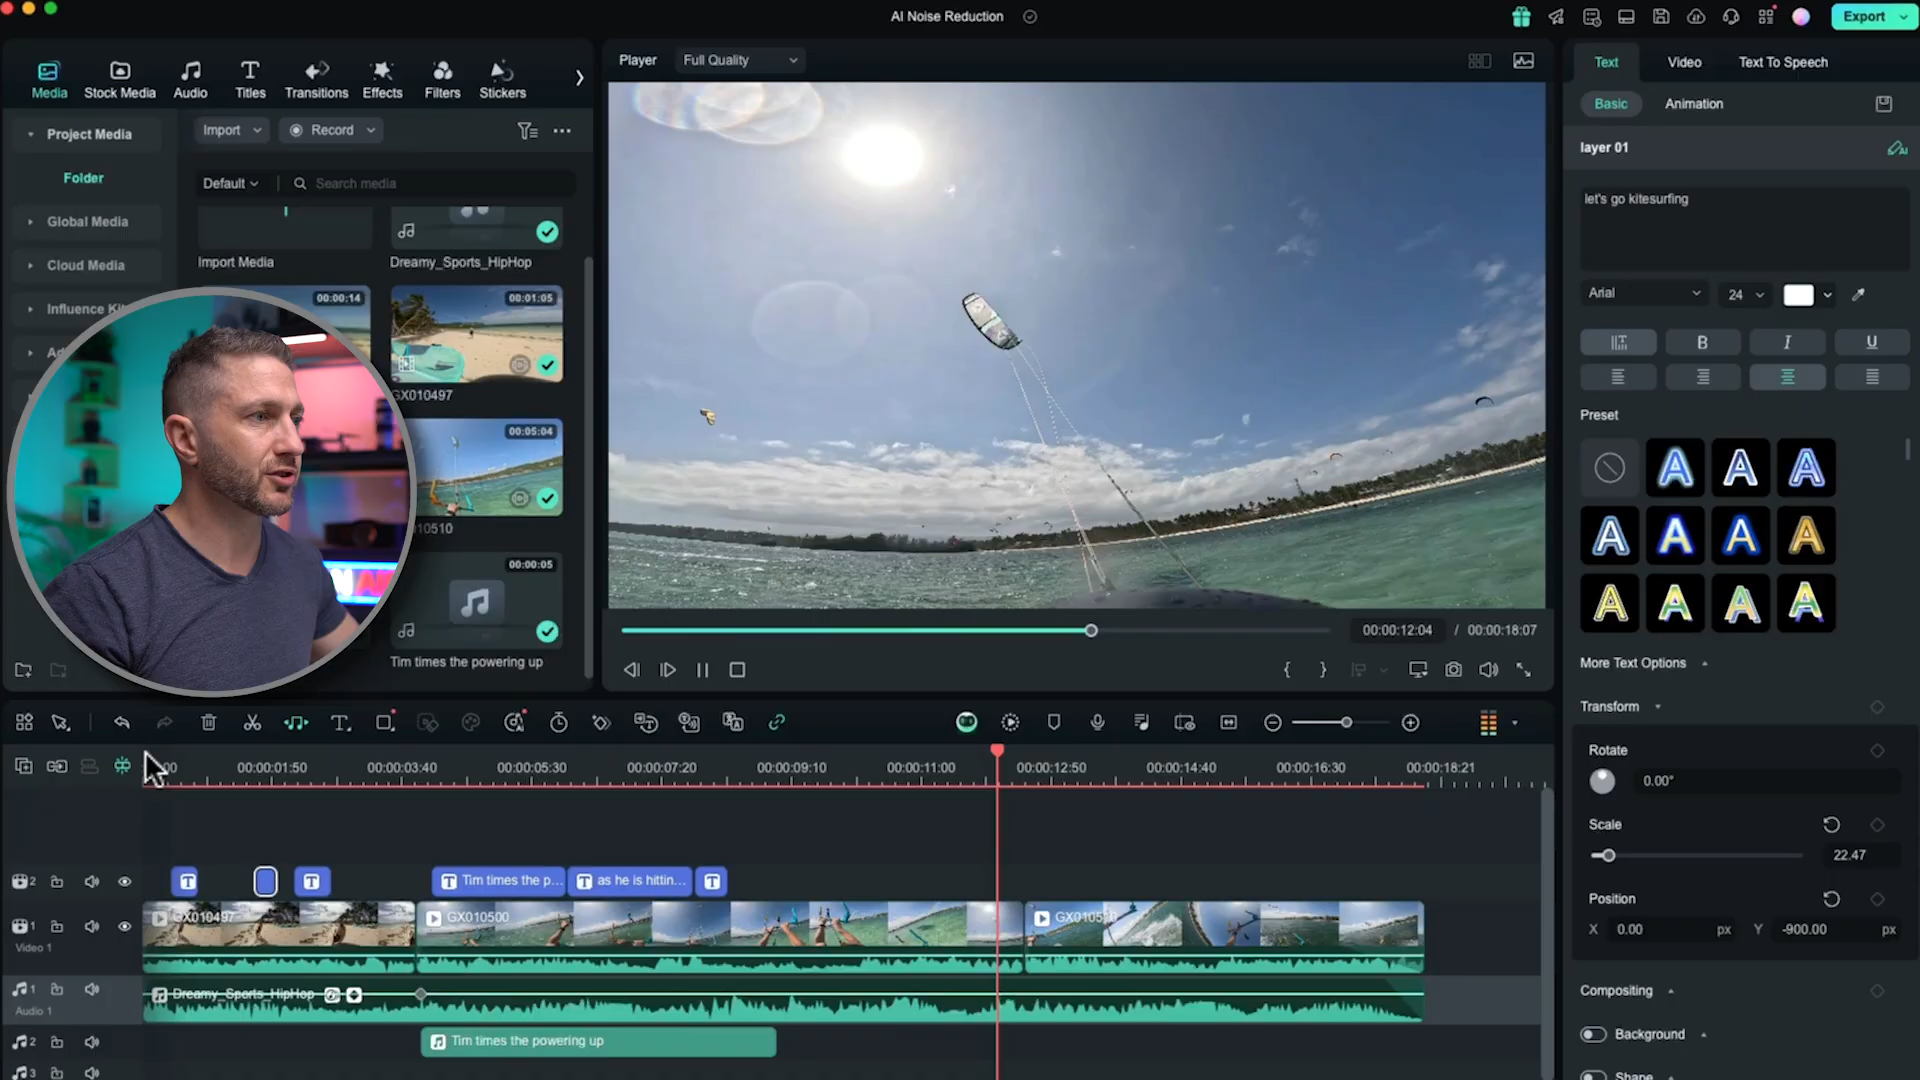 AI Noise Reduction
Export
Media
Stock Media
Audio
Titles
Transitions
Effects
Filters
Stickers
Player
Full Quality
Text
Video
Text To Speech
Project Media
Import
Record
Basic
Animation
Folder
Default
Search media
layer 01
Global Media
let's go kitesurfing
Cloud Media
Import Media
Dreamy_Sports_HipHop
00:00:14
00:01:05
Arial
24
B
I
U
GX010497
Preset
00:05:04
A
A
A
A
A
A
A
A
A
A
A
00:00:05
00:00:12:04 / 00:00:18:07
Tim times the powering up
More Text Options
Transform
Rotate
0.00°
00:00:01:50
00:00:03:40
00:00:05:30
00:00:07:20
00:00:09:10
00:00:11:00
00:00:12:50
00:00:14:40
00:00:16:30
00:00:18:21
Scale
22.47
2
T
T
T Tim times the p...
T as he is hittin...
T
Position
X 0.00 px Y -900.00 px
1
Video 1
GX010497
GX010500
1
Audio 1
Dreamy_Sports_HipHop
Compositing
Background
2
Tim times the powering up
3
Shape